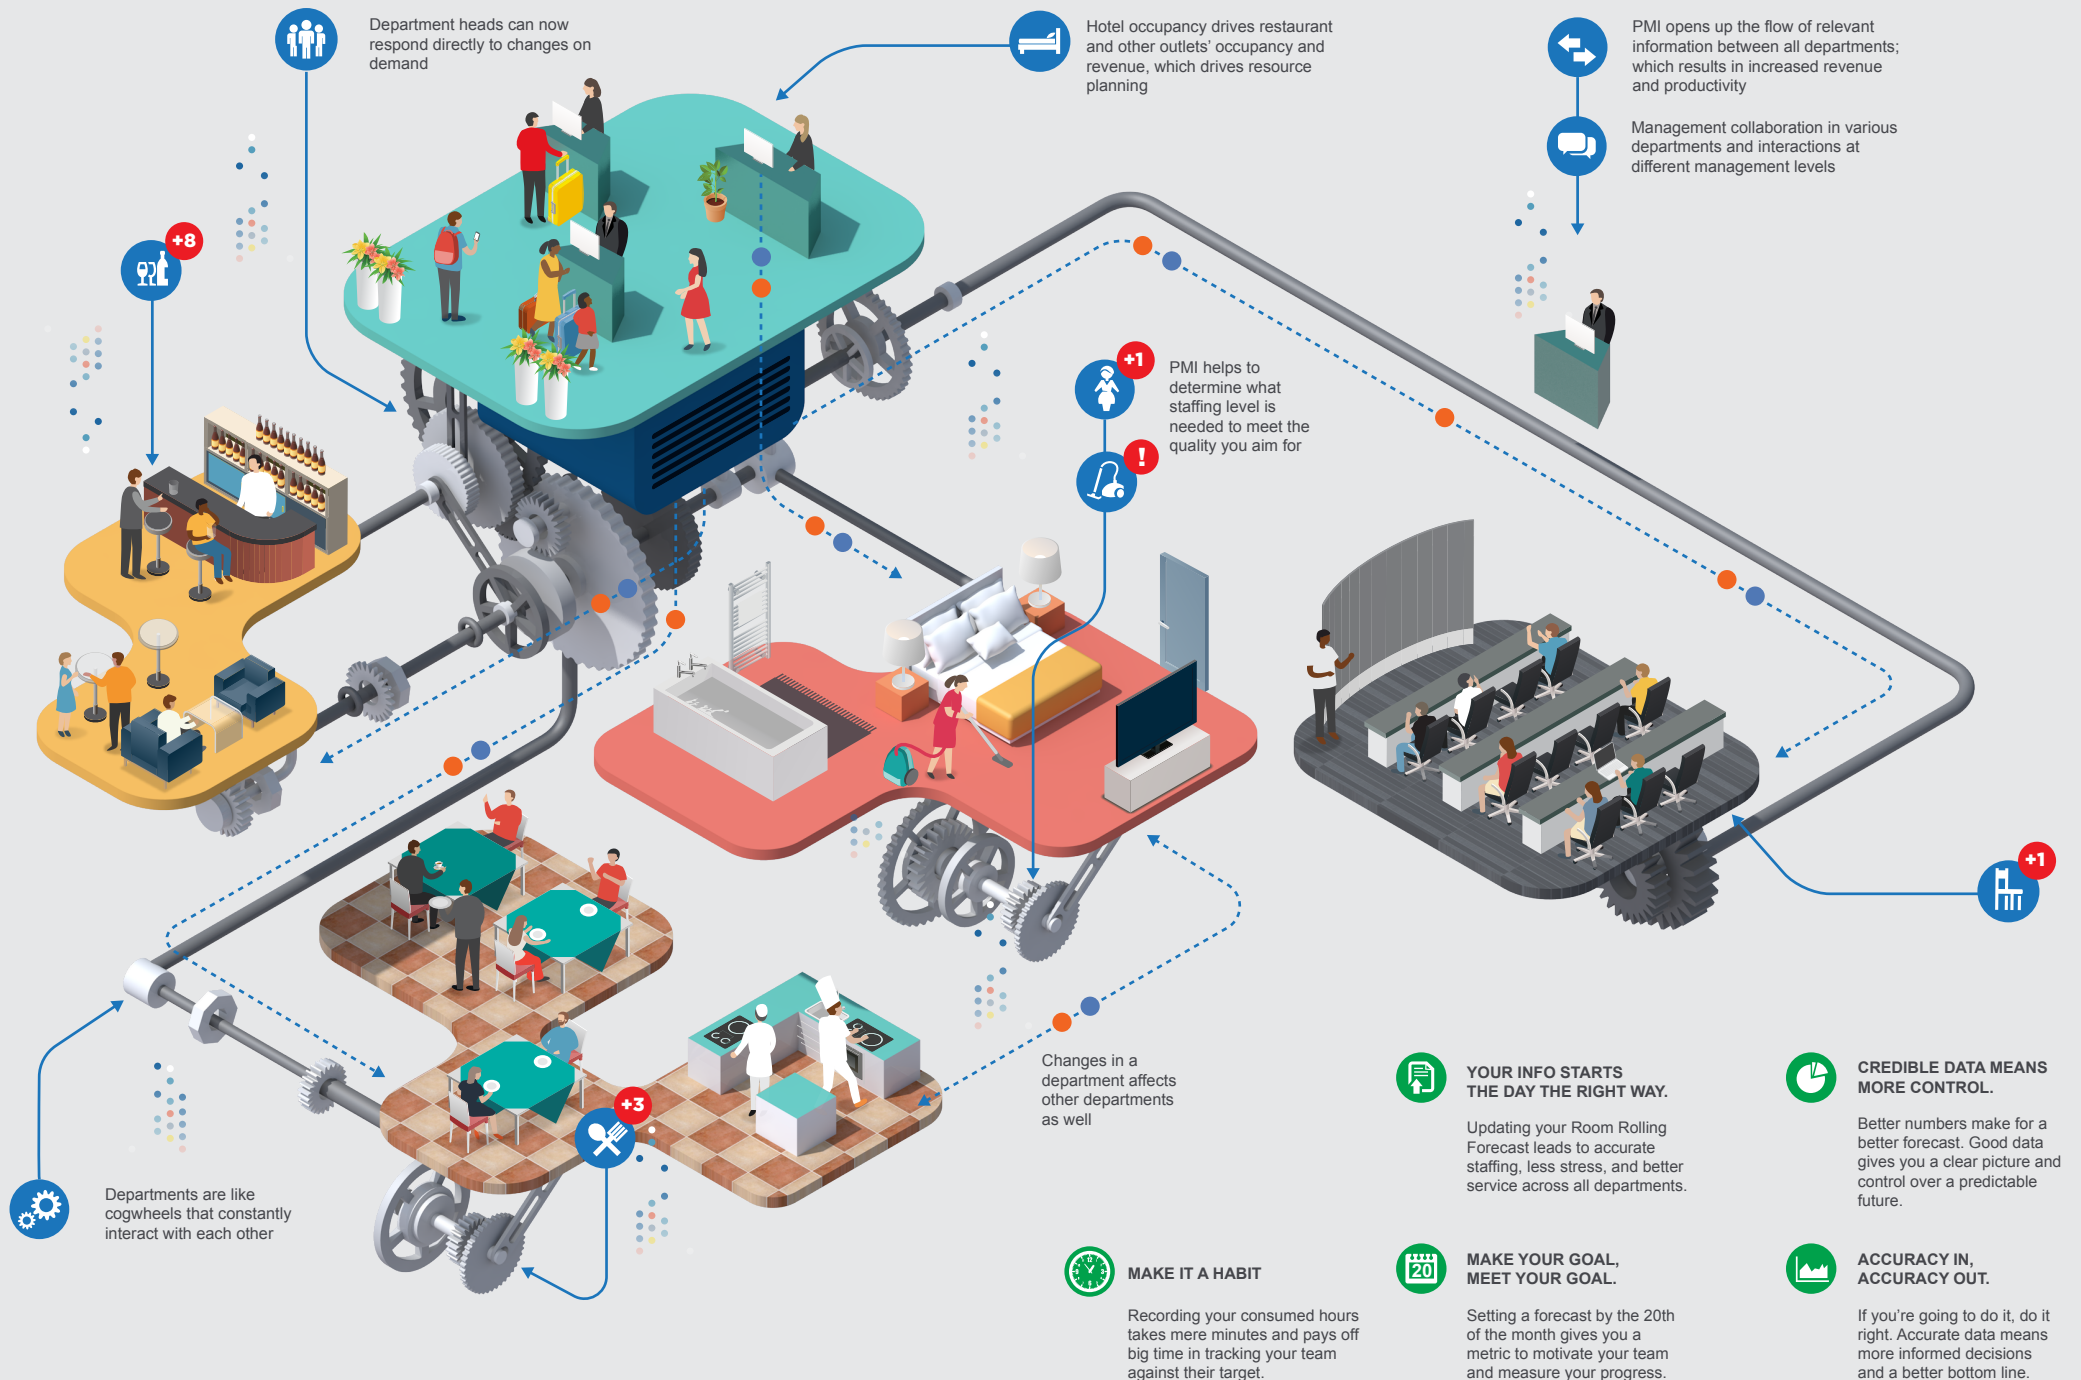 Department heads can now
respond directly to changes on
demand
Hotel occupancy drives restaurant
and other outlets' occupancy and
revenue, which drives resource
planning
PMI opens up the flow of relevant
information between all departments;
which results in increased revenue
and productivity
Management collaboration in various
departments and interactions at
different management levels
+8
+1
PMI helps to
determine what
staffing level is
needed to meet the
quality you aim for
!
+1
Changes in a
department affects
other departments
as well
+3
Departments are like
cogwheels that constantly
interact with each other
YOUR INFO STARTS
THE DAY THE RIGHT WAY.
Updating your Room Rolling
Forecast leads to accurate
staffing, less stress, and better
service across all departments.
CREDIBLE DATA MEANS
MORE CONTROL.
Better numbers make for a
better forecast. Good data
gives you a clear picture and
control over a predictable
future.
MAKE IT A HABIT
Recording your consumed hours
takes mere minutes and pays off
big time in tracking your team
against their target.
20
MAKE YOUR GOAL,
MEET YOUR GOAL.
Setting a forecast by the 20th
of the month gives you a
metric to motivate your team
and measure your progress.
ACCURACY IN,
ACCURACY OUT.
If you're going to do it, do it
right. Accurate data means
more informed decisions
and a better bottom line.